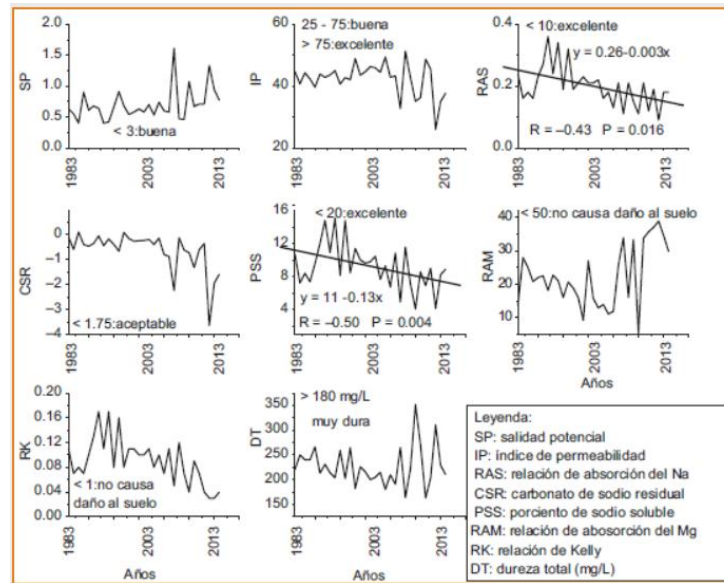 SP
2.0
1.5
1.0
0.5
0.0
< 3:buena
1983
2003
2013
IP
60
40
20
25 - 75:buena
> 75:excelente
1983
2003
2013
RAS
0.4
0.2
0.0
< 10:excelente
y = 0.26-0.003x
R = –0.43 P = 0.016
1983
2003
2013
CSR
0
–1
–2
–3
–4
< 1.75:aceptable
1983
2003
2013
PSS
16
12
8
4
< 20:excelente
y = 11 -0.13x
R = –0.50 P = 0.004
1983
2003
2013
RAM
40
30
20
10
< 50:no causa daño al suelo
1983
2003
2013
Años
RK
0.20
0.16
0.12
0.08
0.04
0.00
< 1:no causa
daño al suelo
1983
2003
2013
Años
DT
350
300
250
200
150
> 180 mg/L
muy dura
1983
2003
2013
Años
Leyenda:
SP: salidad potencial
IP: índice de permeabilidad
RAS: relación de absorción del Na
CSR: carbonato de sodio residual
PSS: porciento de sodio soluble
RAM: relación de abosorción del Mg
RK: relación de Kelly
DT: dureza total (mg/L)